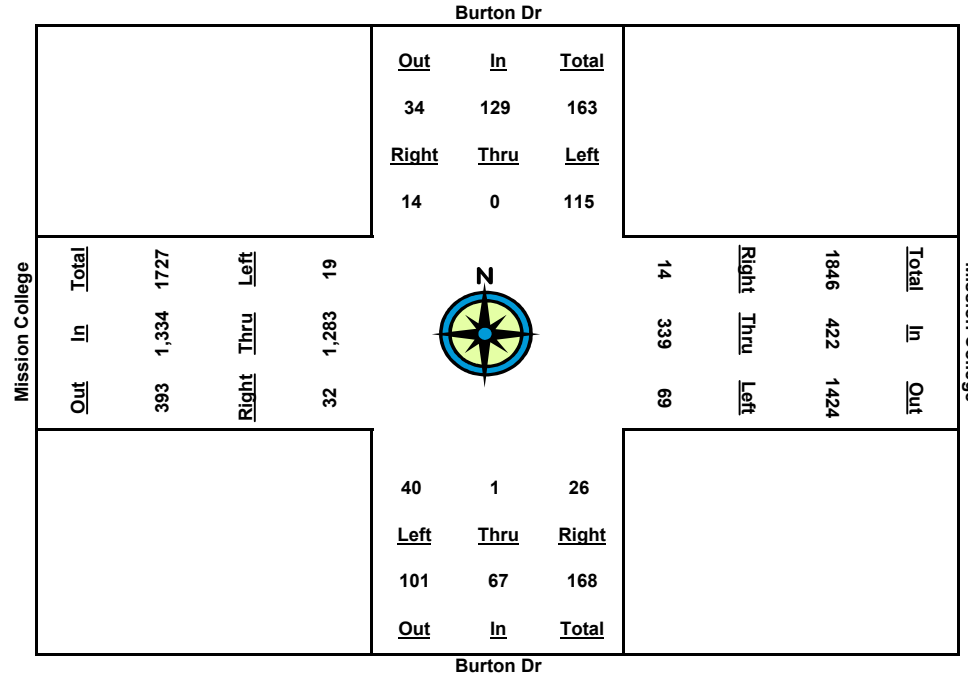 Burton Dr
Out In Total
34 129 163
Right Thru Left
14 0 115
Mission College
Total 1727 Left 19
In 1,334 Thru 1,283
Out 393 Right 32
N
14 Right 1846 Total
339 Thru 422 In
69 Left 1424 Out
Mission College
40 1 26
Left Thru Right
101 67 168
Out In Total
Burton Dr